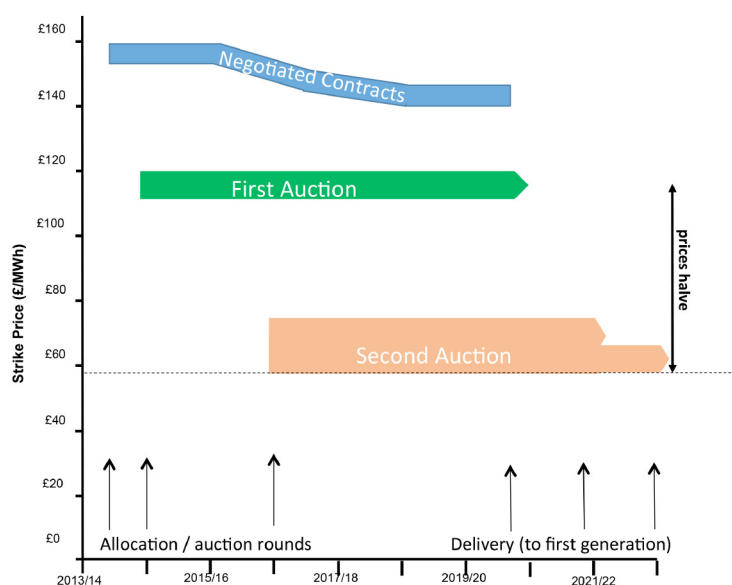 £160
£140
£120
£100
£80
£60
£40
£20
£0
Strike Price (£/MWh)
Negotiated Contracts
First Auction
Second Auction
prices halve
Allocation / auction rounds
Delivery (to first generation)
2013/14
2015/16
2017/18
2019/20
2021/22